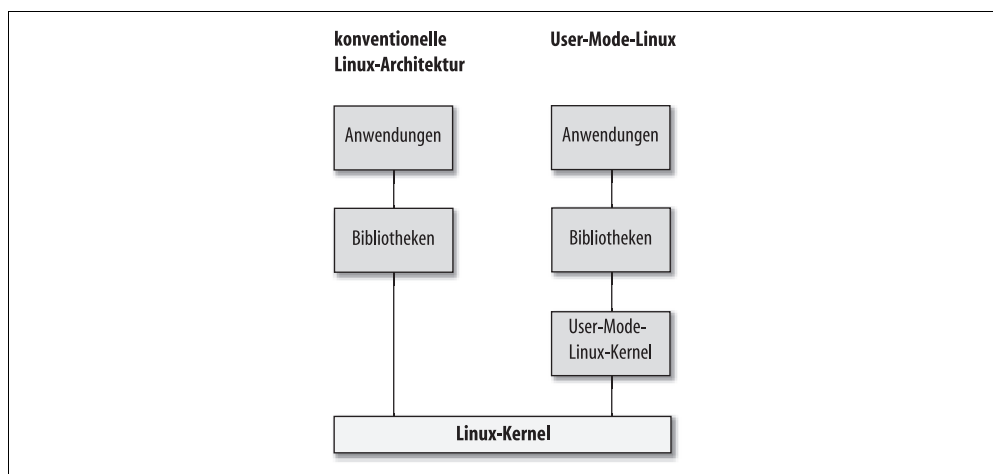 konventionelle
Linux-Architektur
User-Mode-Linux
Anwendungen
Anwendungen
Bibliotheken
Bibliotheken
User-Mode-
Linux-Kernel
Linux-Kernel